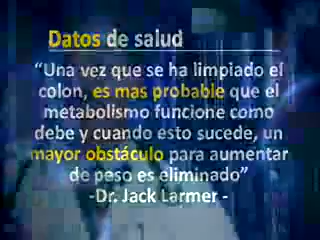 Datos de salud
“Una vez que se ha limpiado el
colon, es mas probable que el
metabolismo funcione como
debe y cuando esto sucede, un
mayor obstáculo para aumentar
de peso es eliminado”
-Dr. Jack Larmer -